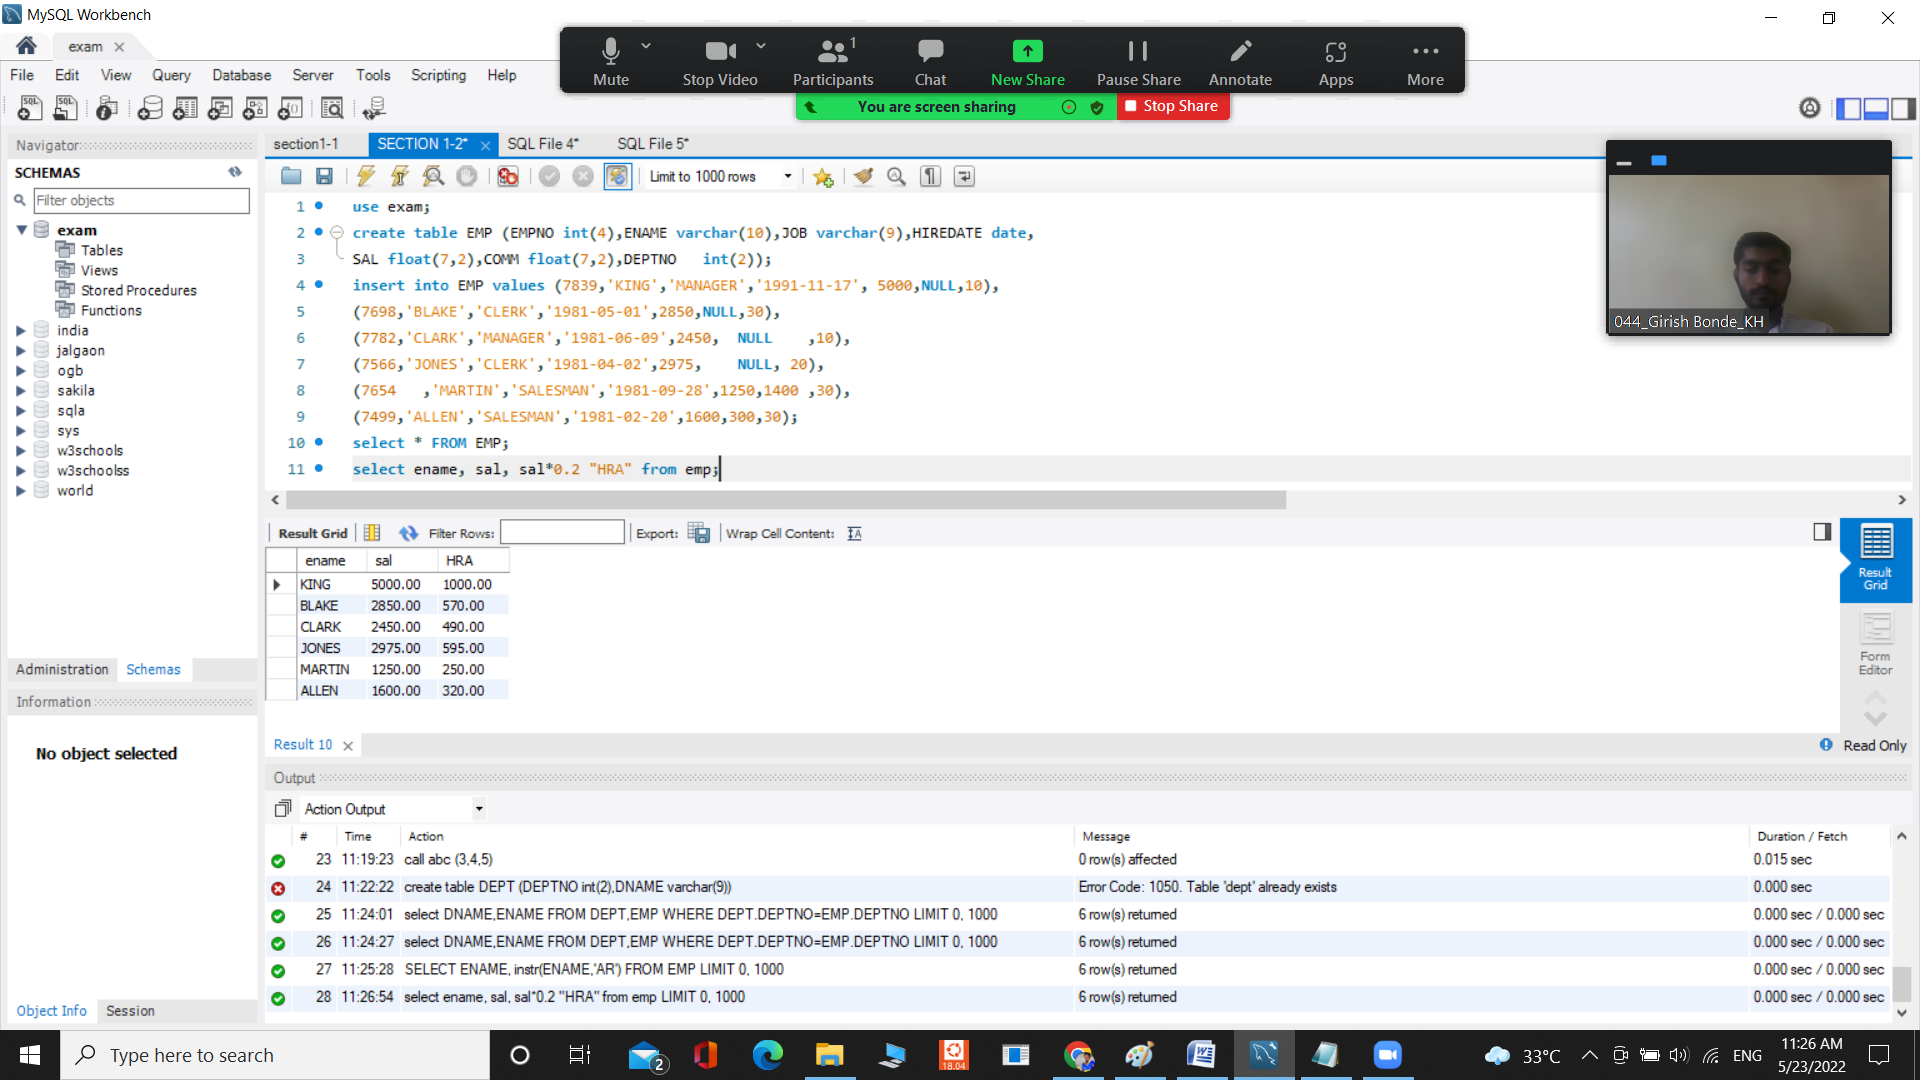 MySQL Workbench
exam
File Edit View Query Database Server Tools Scripting Help
Mute Stop Video Participants 1 Chat New Share Pause Share Annotate Apps More
You are screen sharing Stop Share
Navigator
SCHEMAS
Filter objects
exam
Tables
Views
Stored Procedures
Functions
india
jalgaon
ogb
sakila
sqla
sys
w3schools
w3schoolss
world
Administration Schemas
Information
No object selected
Object Info Session
section1-1 SECTION 1-2* SQL File 4* SQL File 5*
Limit to 1000 rows
1 use exam;
2 create table EMP (EMPNO int(4),ENAME varchar(10),JOB varchar(9),HIREDATE date,
3 SAL float(7,2),COMM float(7,2),DEPTNO int(2));
4 insert into EMP values (7839,'KING','MANAGER','1991-11-17', 5000,NULL,10),
5 (7698,'BLAKE','CLERK','1981-05-01',2850,NULL,30),
6 (7782,'CLARK','MANAGER','1981-06-09',2450, NULL ,10),
7 (7566,'JONES','CLERK','1981-04-02',2975, NULL, 20),
8 (7654 ,'MARTIN','SALESMAN','1981-09-28',1250,1400 ,30),
9 (7499,'ALLEN','SALESMAN','1981-02-20',1600,300,30);
10 select * FROM EMP;
11 select ename, sal, sal*0.2 "HRA" from emp;
044_Girish Bonde_KH
Result Grid Filter Rows: Export: Wrap Cell Content:
ename sal HRA
KING 5000.00 1000.00
BLAKE 2850.00 570.00
CLARK 2450.00 490.00
JONES 2975.00 595.00
MARTIN 1250.00 250.00
ALLEN 1600.00 320.00
Result Grid
Form Editor
Result 10
Read Only
Output
Action Output
# Time Action Message Duration / Fetch
23 11:19:23 call abc (3,4,5) 0 row(s) affected 0.015 sec
24 11:22:22 create table DEPT (DEPTNO int(2),DNAME varchar(9)) Error Code: 1050. Table 'dept' already exists 0.000 sec
25 11:24:01 select DNAME,ENAME FROM DEPT,EMP WHERE DEPT.DEPTNO=EMP.DEPTNO LIMIT 0, 1000 6 row(s) returned 0.000 sec / 0.000 sec
26 11:24:27 select DNAME,ENAME FROM DEPT,EMP WHERE DEPT.DEPTNO=EMP.DEPTNO LIMIT 0, 1000 6 row(s) returned 0.000 sec / 0.000 sec
27 11:25:28 SELECT ENAME, instr(ENAME,'AR') FROM EMP LIMIT 0, 1000 6 row(s) returned 0.000 sec / 0.000 sec
28 11:26:54 select ename, sal, sal*0.2 "HRA" from emp LIMIT 0, 1000 6 row(s) returned 0.000 sec / 0.000 sec
Type here to search
2
18.04
33°C
ENG
11:26 AM
5/23/2022